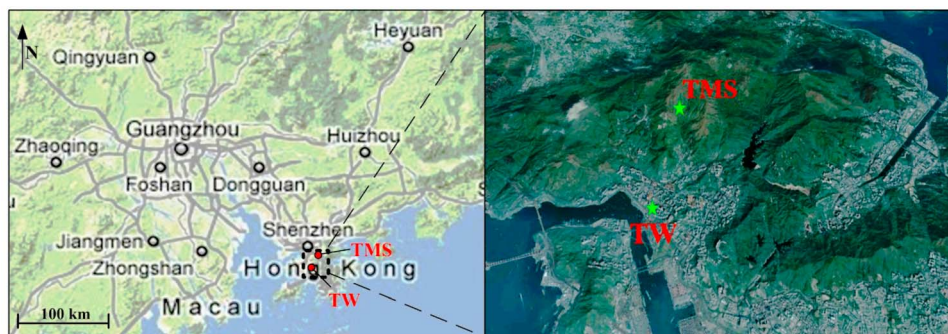 N
Qingyuan
Heyuan
Guangzhou
Zhaoqing
Huizhou
Foshan
Dongguan
Jiangmen
Shenzhen
Zhongshan
TMS
Hong Kong
TW
Macau
100 km
TMS
TW